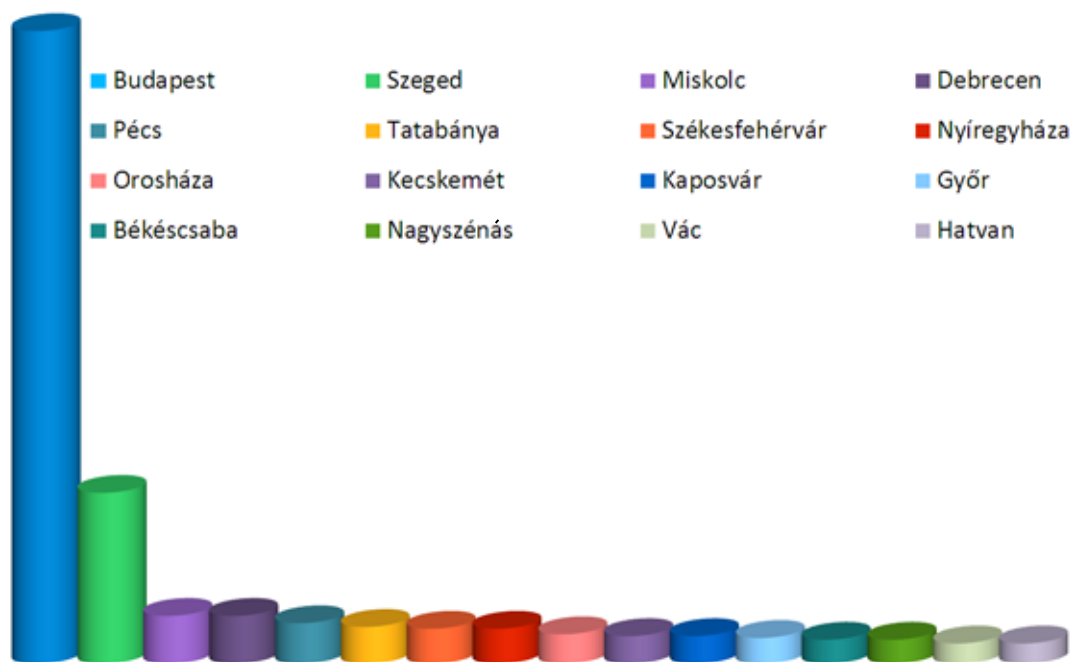 Budapest Szeged Miskolc Debrecen
Pécs Tatabánya Székesfehérvár Nyíregyháza
Orosháza Kecskemét Kaposvár Győr
Békéscsaba Nagyszénás Vác Hatvan